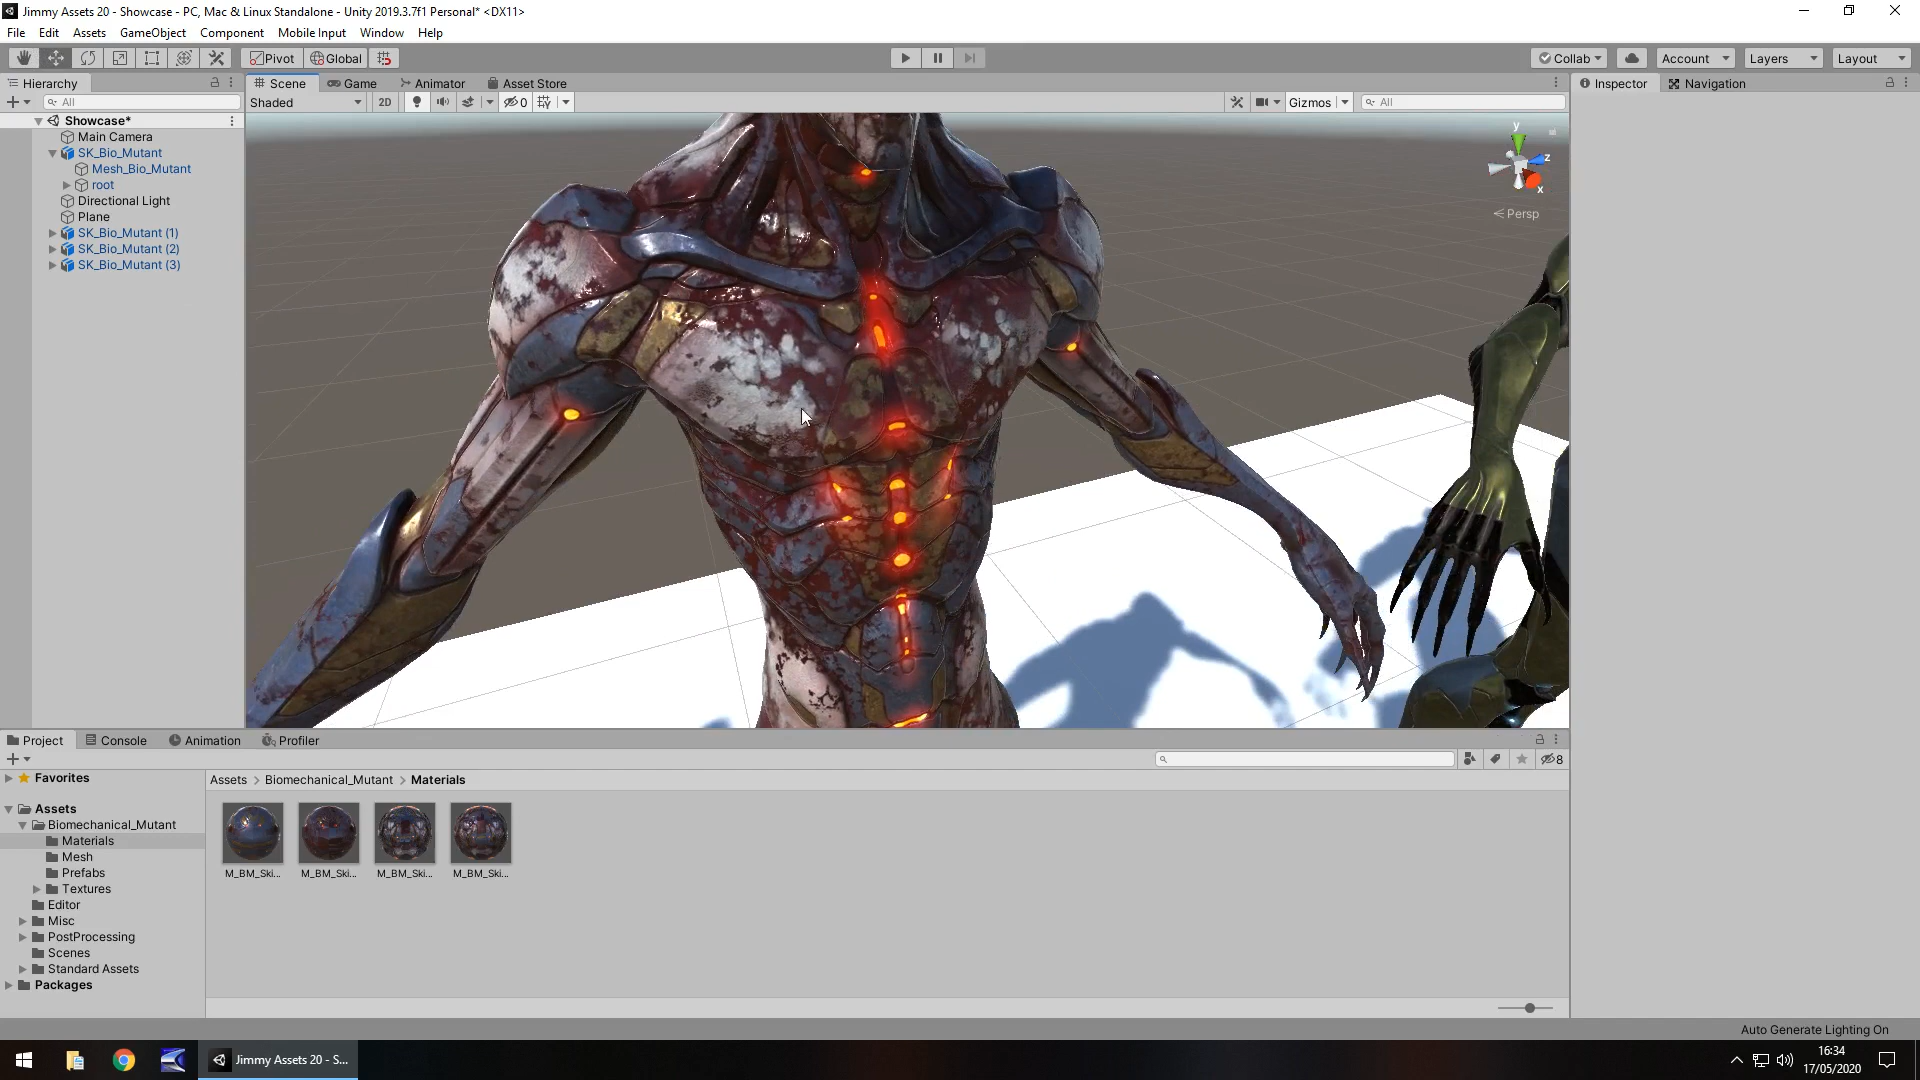 Jimmy Assets 20 - Showcase - PC, Mac & Linux Standalone - Unity 2019.3.7f1 Personal* <DX11>
File Edit Assets GameObject Component Mobile Input Window Help
Pivot Global Collab Account Layers Layout
Hierarchy
All
Showcase*
Main Camera
SK_Bio_Mutant
Mesh_Bio_Mutant
root
Directional Light
Plane
SK_Bio_Mutant (1)
SK_Bio_Mutant (2)
SK_Bio_Mutant (3)
Scene Game Animator Asset Store
Shaded 2D 0 Gizmos All
y
z
x
Persp
Inspector Navigation
Project Console Animation Profiler
8
Favorites
Assets
Biomechanical_Mutant
Materials
Mesh
Prefabs
Textures
Editor
Misc
PostProcessing
Scenes
Standard Assets
Packages
Assets > Biomechanical_Mutant > Materials
M_BM_Ski... M_BM_Ski... M_BM_Ski... M_BM_Ski...
Auto Generate Lighting On
Jimmy Assets 20 - S...
16:34
17/05/2020